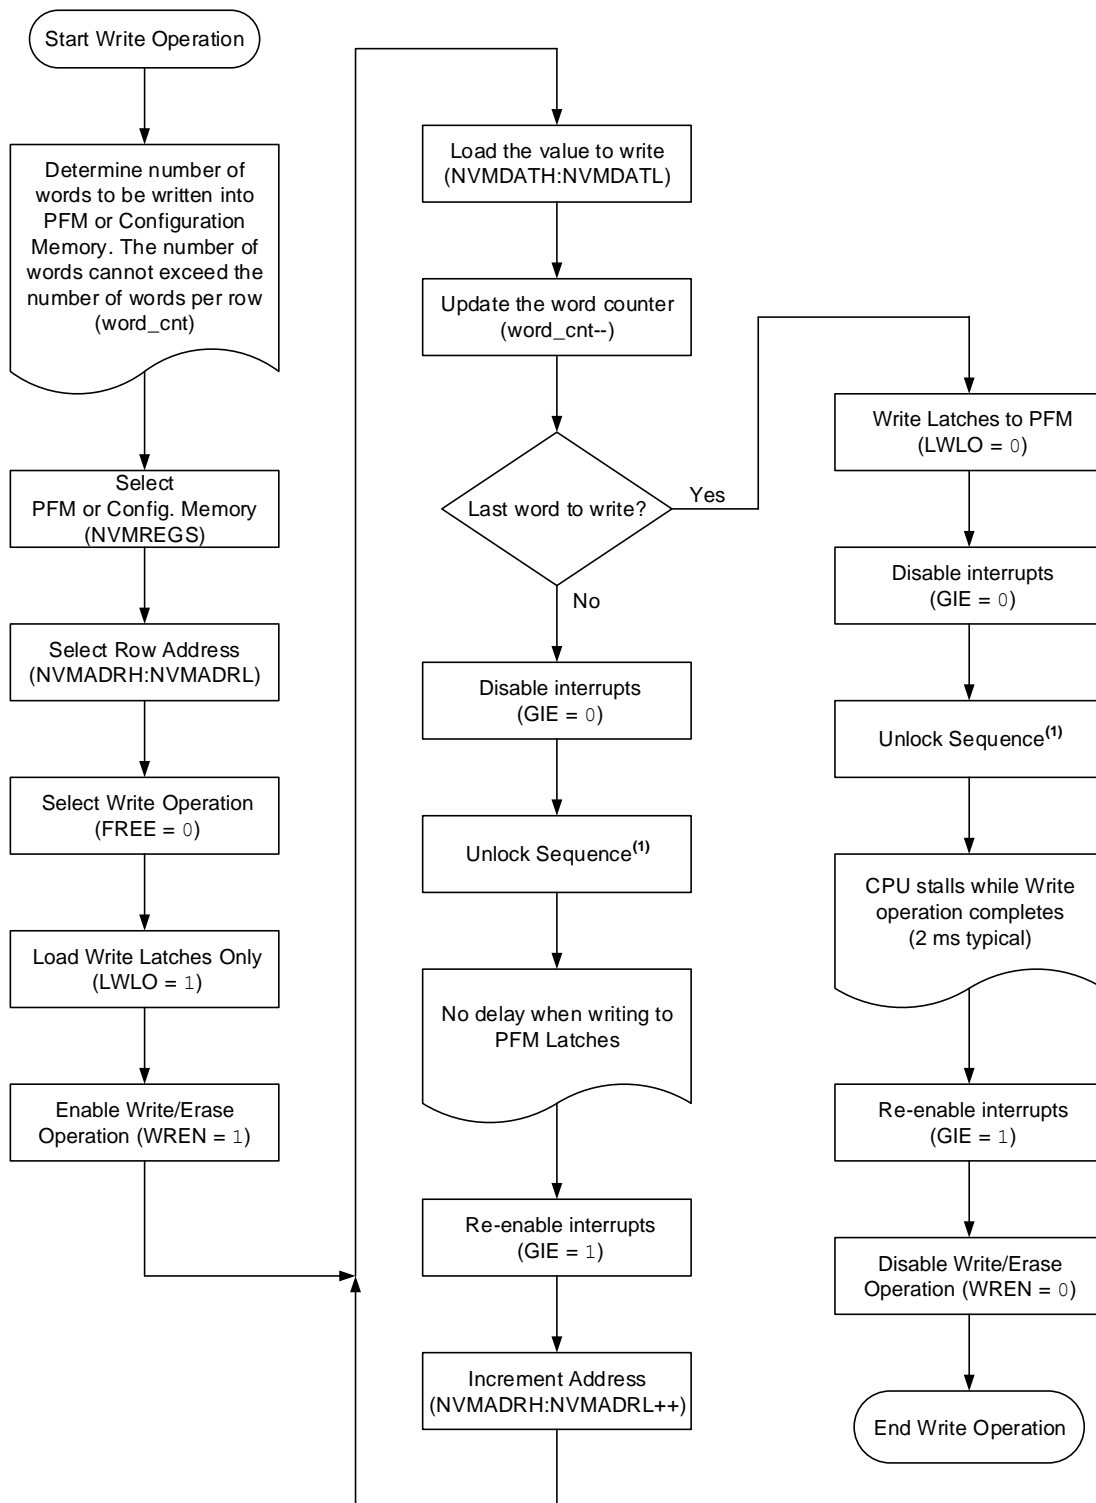 Start Write Operation
Determine number of
words to be written into
PFM or Configuration
Memory. The number of
words cannot exceed the
number of words per row
(word_cnt)
Select
PFM or Config. Memory
(NVMREGS)
Select Row Address
(NVMADRH:NVMADRL)
Select Write Operation
(FREE = 0)
Load Write Latches Only
(LWLO = 1)
Enable Write/Erase
Operation (WREN = 1)
Load the value to write
(NVMDATH:NVMDATL)
Update the word counter
(word_cnt--)
Last word to write?
Yes
No
Disable interrupts
(GIE = 0)
Unlock Sequence(1)
No delay when writing to
PFM Latches
Re-enable interrupts
(GIE = 1)
Increment Address
(NVMADRH:NVMADRL++)
Write Latches to PFM
(LWLO = 0)
Disable interrupts
(GIE = 0)
Unlock Sequence(1)
CPU stalls while Write
operation completes
(2 ms typical)
Re-enable interrupts
(GIE = 1)
Disable Write/Erase
Operation (WREN = 0)
End Write Operation